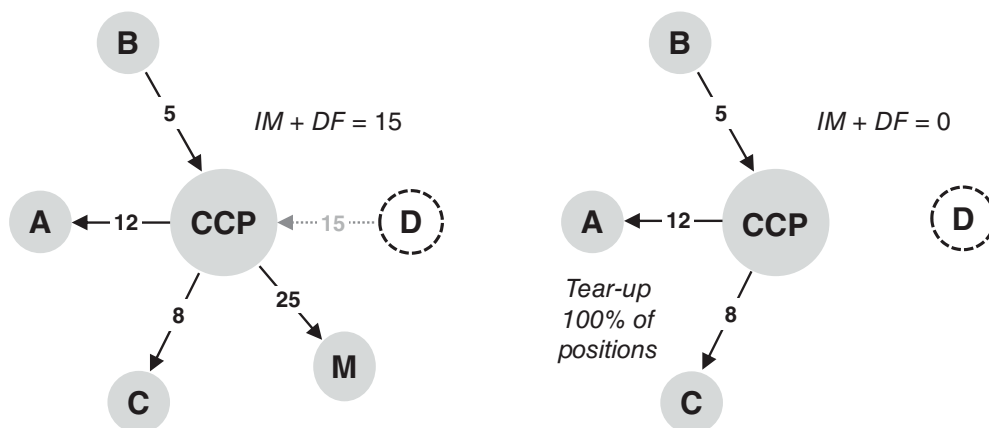 B
5
IM + DF = 15
A
12
CCP
15
D
8
25
M
C
B
5
IM + DF = 0
A
12
CCP
D
Tear-up
100% of
positions
8
C